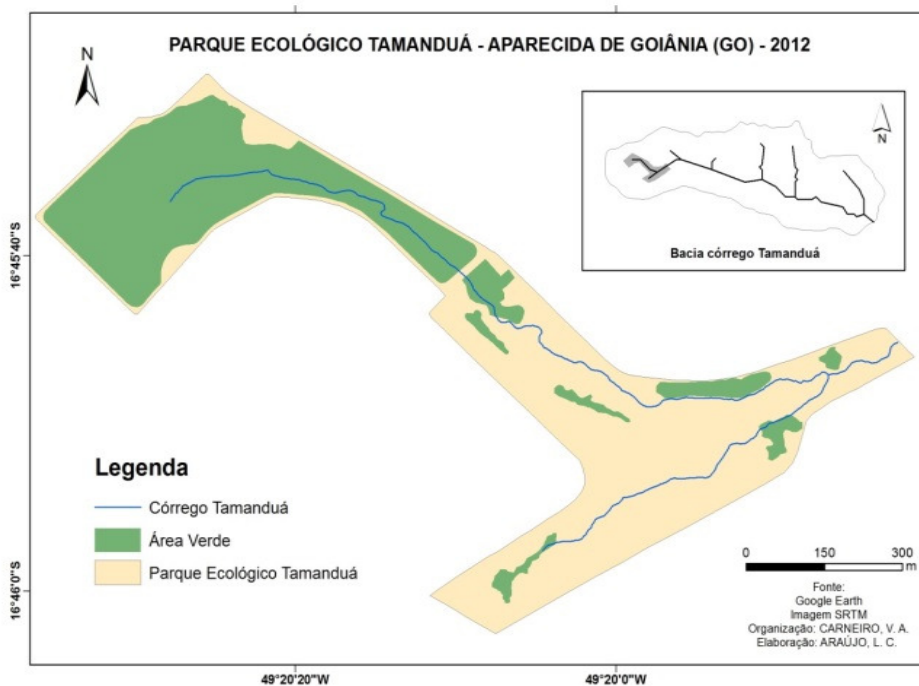 PARQUE ECOLÓGICO TAMANDUÁ - APARECIDA DE GOIÂNIA (GO) - 2012
N
N
Bacia córrego Tamanduá
16°45'40"S
Legenda
Córrego Tamanduá
Área Verde
Parque Ecológico Tamanduá
0 150 300
m
Fonte:
Google Earth
Imagem SRTM
Organização: CARNEIRO, V. A.
Elaboração: ARAÚJO, L. C.
16°46'0"S
49°20'20"W
49°20'0"W